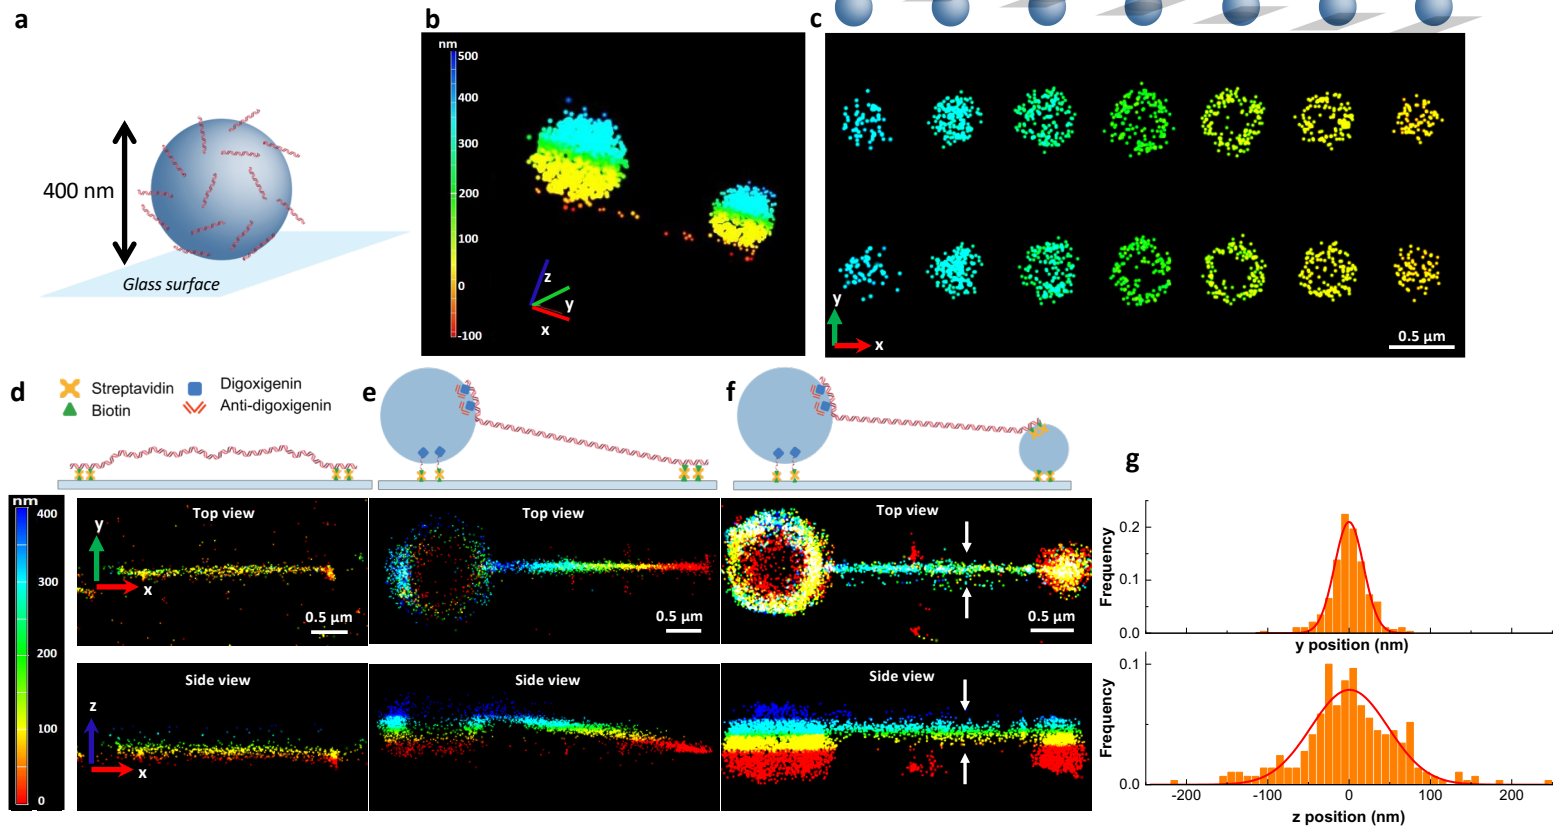 a
400 nm
Glass surface
b
nm
500
400
300
200
100
0
-100
z
y
x
c
y
x
0.5 µm
d
Streptavidin
Biotin
Digoxigenin
Anti-digoxigenin
e
f
nm
400
300
200
100
0
Top view
y
x
0.5 µm
Side view
z
x
Top view
0.5 µm
Side view
Top view
0.5 µm
Side view
g
Frequency
0.2
0.1
0.0
y position (nm)
Frequency
0.1
0.0
-200
-100
0
100
200
z position (nm)